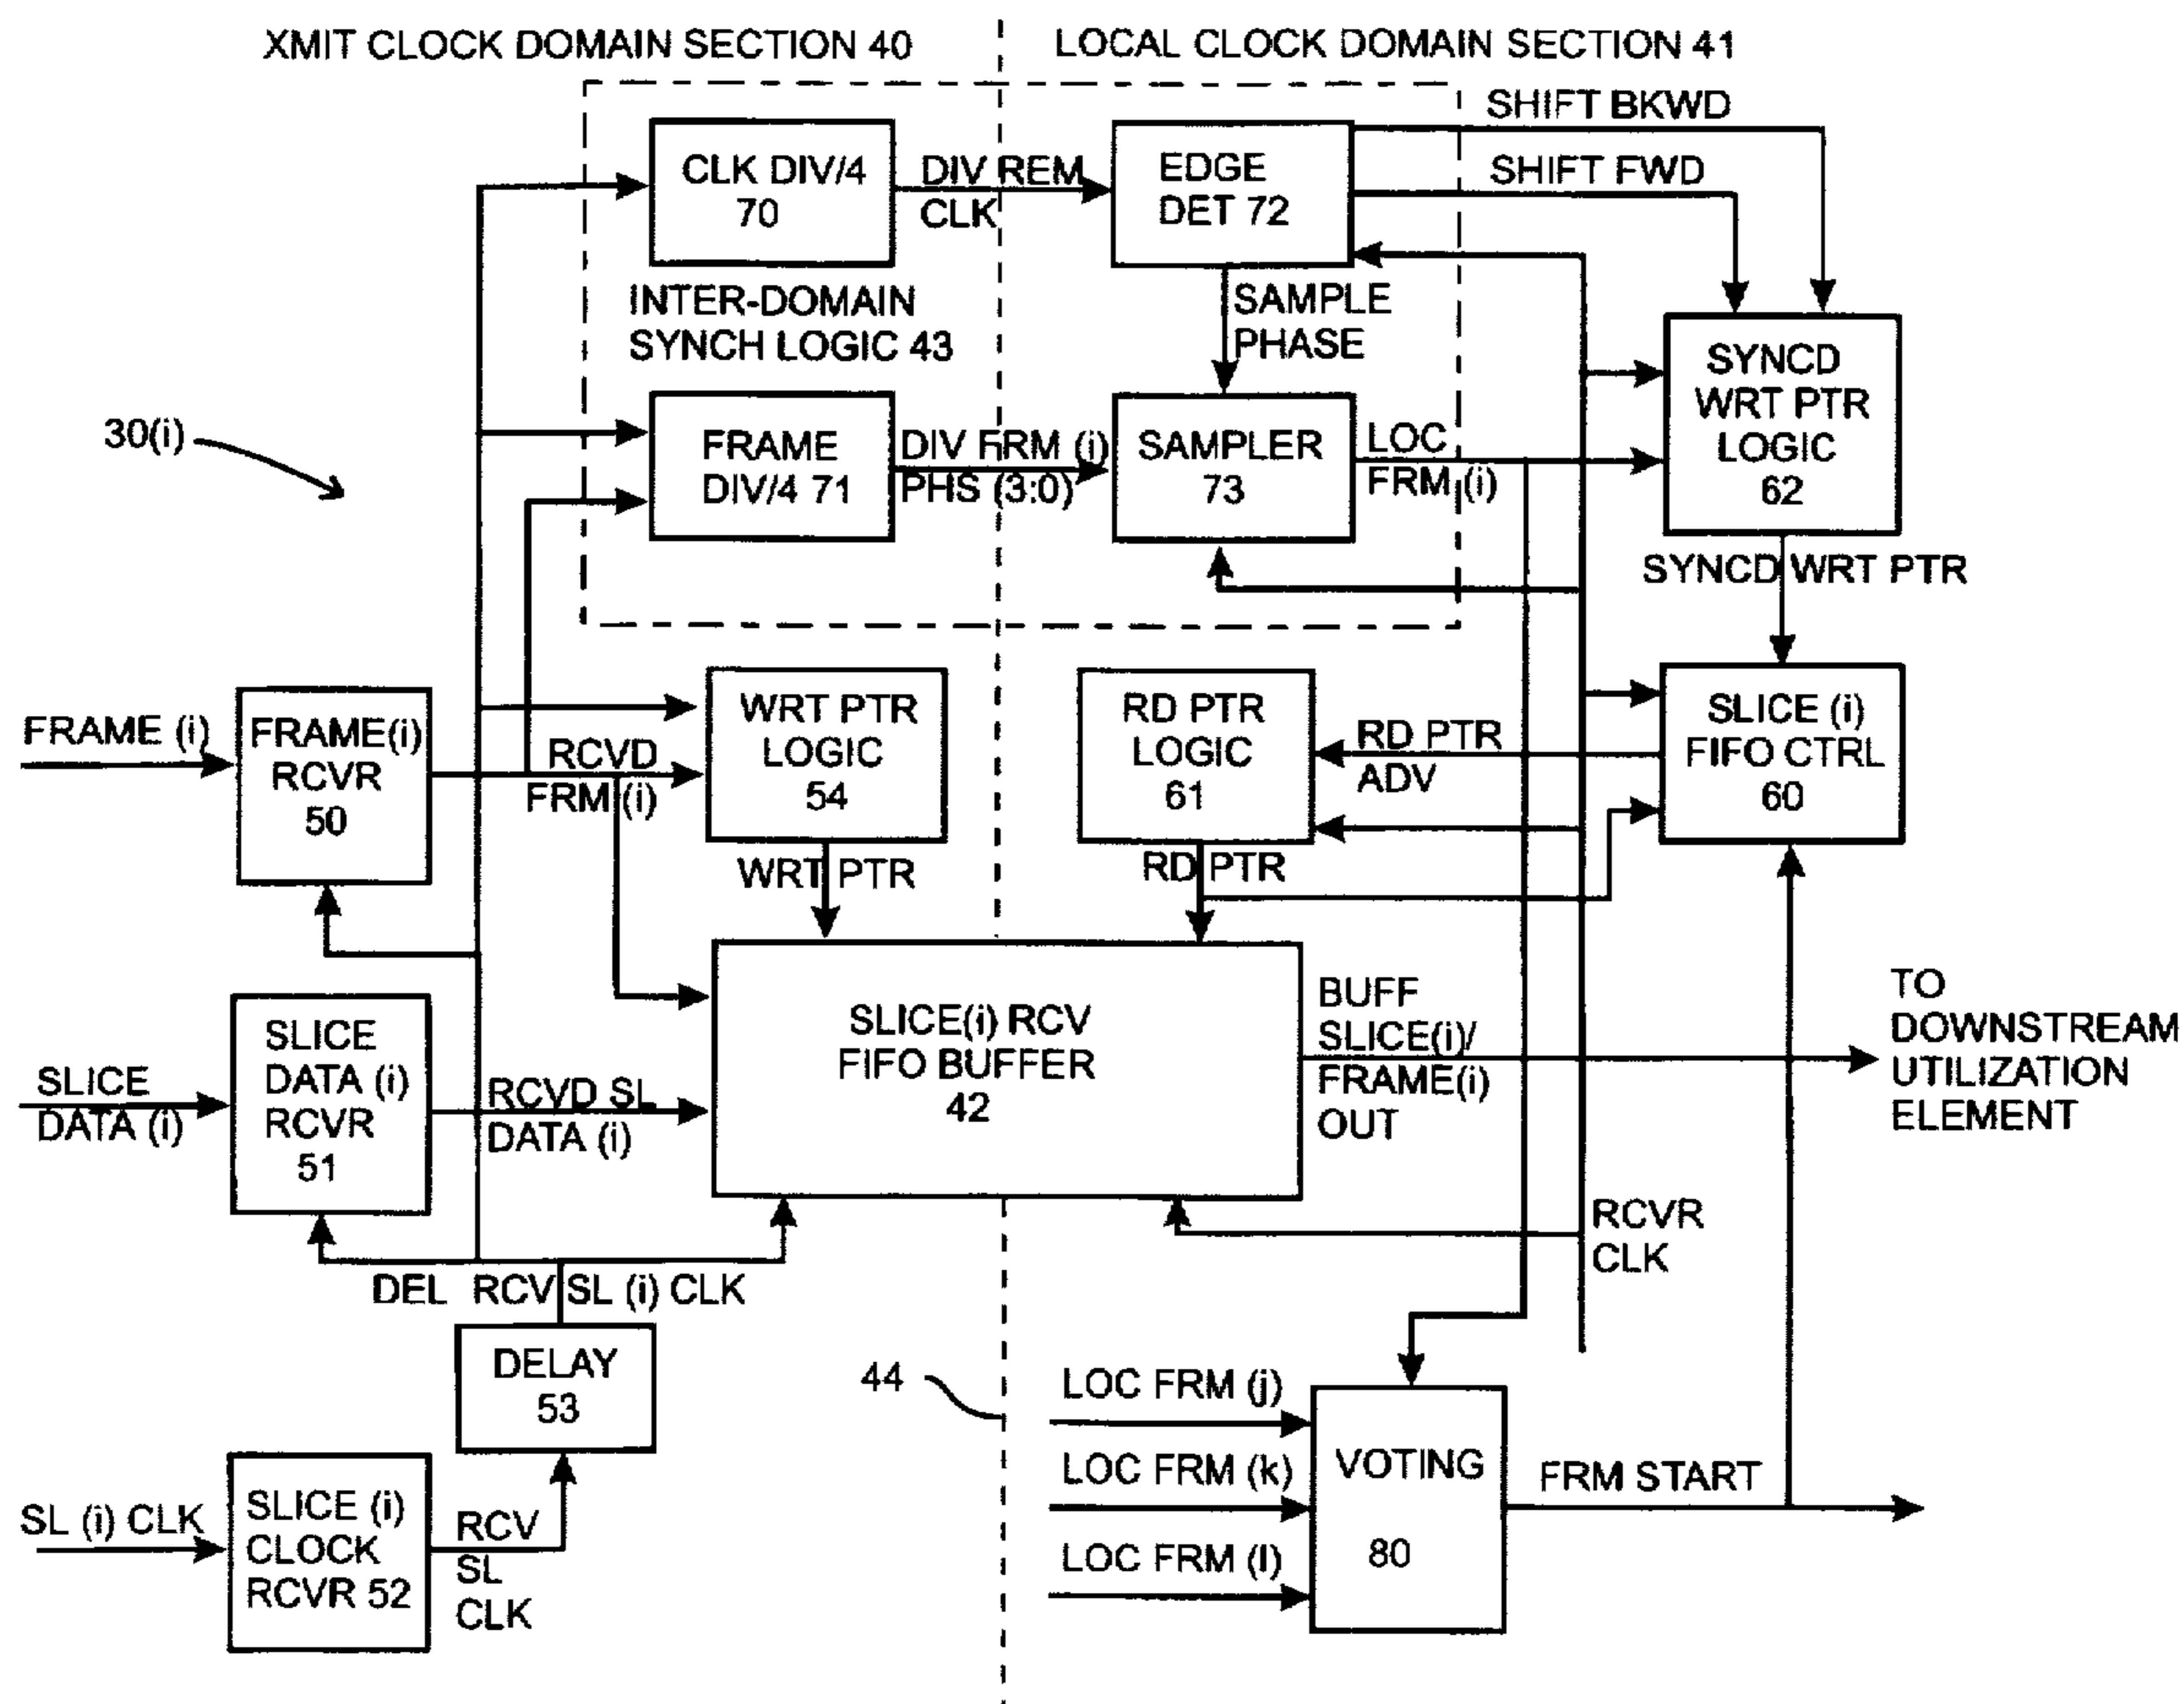 XMIT CLOCK DOMAIN SECTION 40
LOCAL CLOCK DOMAIN SECTION 41
SHIFT BKWD
SHIFT FWD
CLK DIV/4
70
DIV REM
CLK
EDGE
DET 72
INTER-DOMAIN
SYNCH LOGIC 43
SAMPLE
PHASE
SYNCD
WRT PTR
LOGIC
62
30(i)
FRAME
DIV/4 71
DIV FRM (i)
PHS (3:0)
SAMPLER
73
LOC
FRM (i)
SYNCD WRT PTR
FRAME (i)
FRAME(i)
RCVR
50
RCVD
FRM (i)
WRT PTR
LOGIC
54
RD PTR
LOGIC
61
RD PTR
ADV
SLICE (i)
FIFO CTRL
60
WRT PTR
RD PTR
SLICE
DATA (i)
SLICE
DATA (i)
RCVR
51
RCVD SL
DATA (i)
SLICE(i) RCV
FIFO BUFFER
42
BUFF
SLICE(i)/
FRAME(i)
OUT
TO
DOWNSTREAM
UTILIZATION
ELEMENT
RCVR
CLK
DEL RCV SL (i) CLK
DELAY
53
44
SL (i) CLK
SLICE (i)
CLOCK
RCVR 52
RCV
SL
CLK
LOC FRM (j)
LOC FRM (k)
LOC FRM (l)
VOTING
80
FRM START